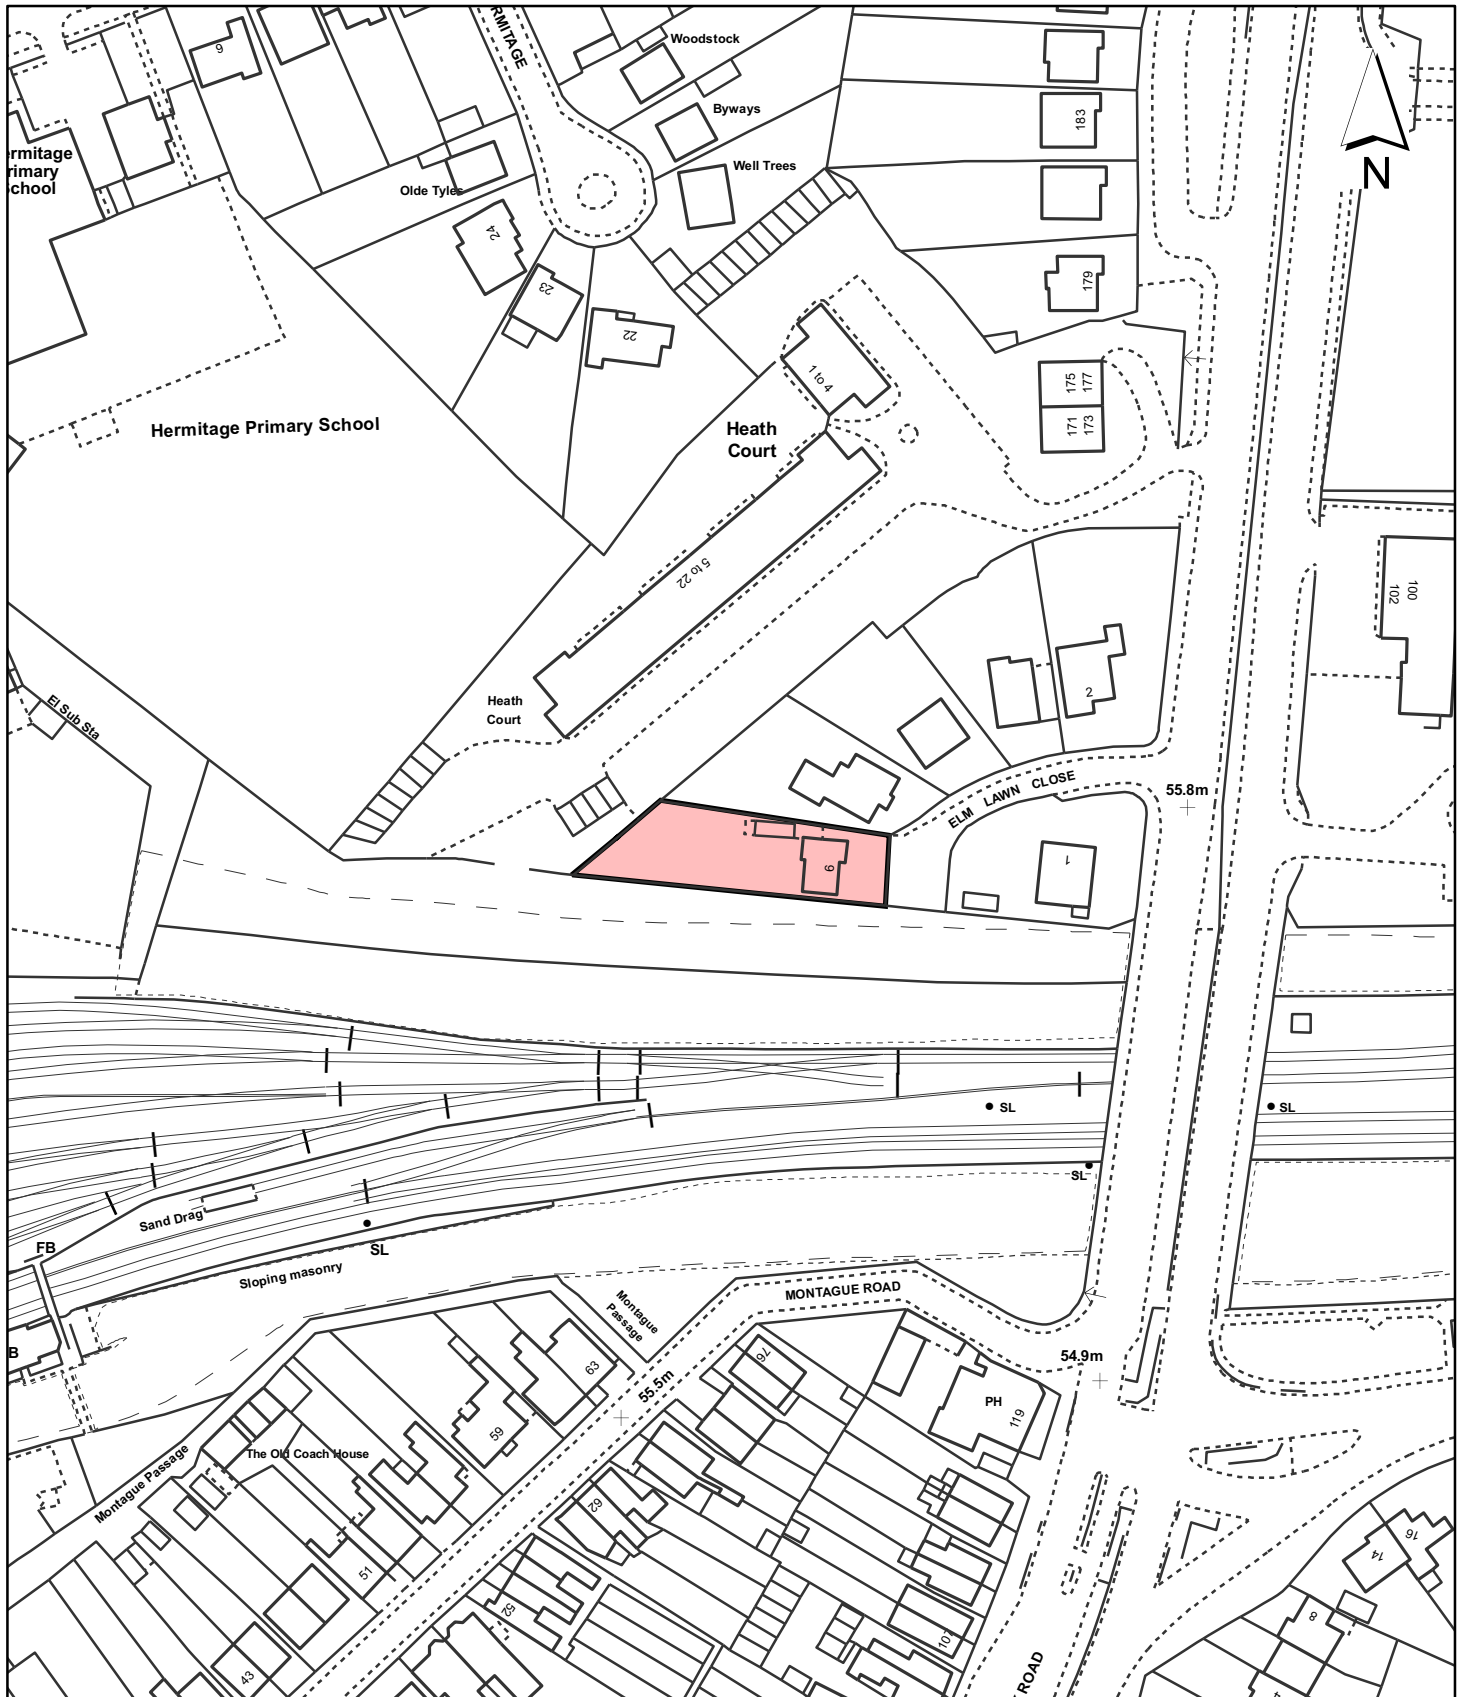 RMITAGE
Woodstock
Byways
Well Trees
Olde Tyles
ermitage
rimary
chool
24
23
22
183
179
175
177
171
173
N
1 to 4
Heath
Court
Hermitage Primary School
5 to 22
100
102
El Sub Sta
Heath
Court
2
ELM LAWN CLOSE
55.8m
1
SL
SL
SL
Sand Drag
FB
SL
Sloping masonry
MONTAGUE ROAD
Montague
Passage
B
54.9m
55.5m
76
63
PH
119
59
The Old Coach House
Montague Passage
62
51
52
43
107
16
14
8
ROAD